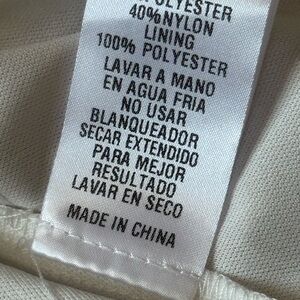 POLYESTER
40% NYLON
LINING
100% POLYESTER
LAVAR A MANO
EN AGUA FRIA
NO USAR
BLANQUEADOR
SECAR EXTENDIDO
PARA MEJOR
RESULTADO
LAVAR EN SECO
MADE IN CHINA